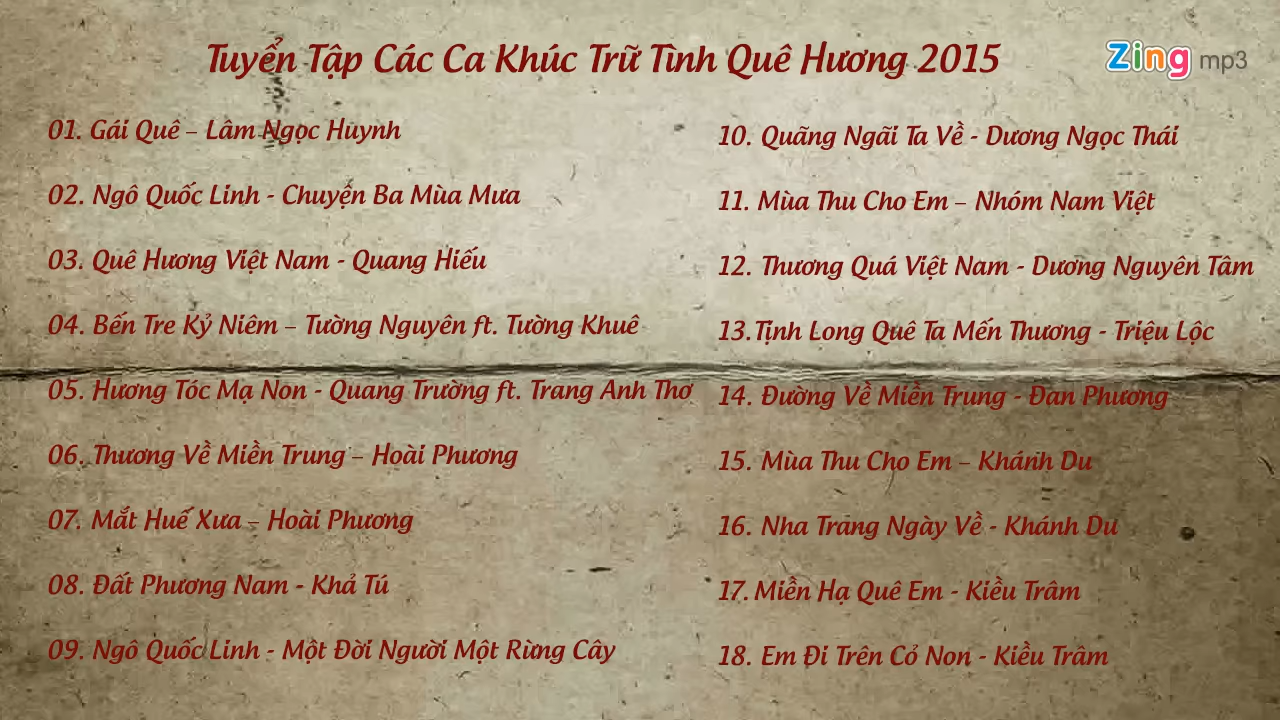 Tuyển Tập Các Ca Khúc Trữ Tình Quê Hương 2015
Zing mp3
01. Gái Quê – Lâm Ngọc Huynh
02. Ngô Quốc Linh - Chuyện Ba Mùa Mưa
03. Quê Hương Việt Nam - Quang Hiếu
04. Bến Tre Kỷ Niêm – Tường Nguyên ft. Tường Khuê
05. Hương Tóc Mạ Non - Quang Trường ft. Trang Anh Thơ
06. Thương Về Miền Trung – Hoài Phương
07. Mắt Huế Xưa – Hoài Phương
08. Đất Phương Nam - Khả Tú
09. Ngô Quốc Linh - Một Đời Người Một Rừng Cây
10. Quãng Ngãi Ta Về - Dương Ngọc Thái
11. Mùa Thu Cho Em – Nhóm Nam Việt
12. Thương Quá Việt Nam - Dương Nguyên Tâm
13. Tịnh Long Quê Ta Mến Thương - Triệu Lộc
14. Đường Về Miền Trung - Đan Phương
15. Mùa Thu Cho Em – Khánh Du
16. Nha Trang Ngày Về - Khánh Du
17. Miền Hạ Quê Em - Kiều Trâm
18. Em Đi Trên Cỏ Non - Kiều Trâm